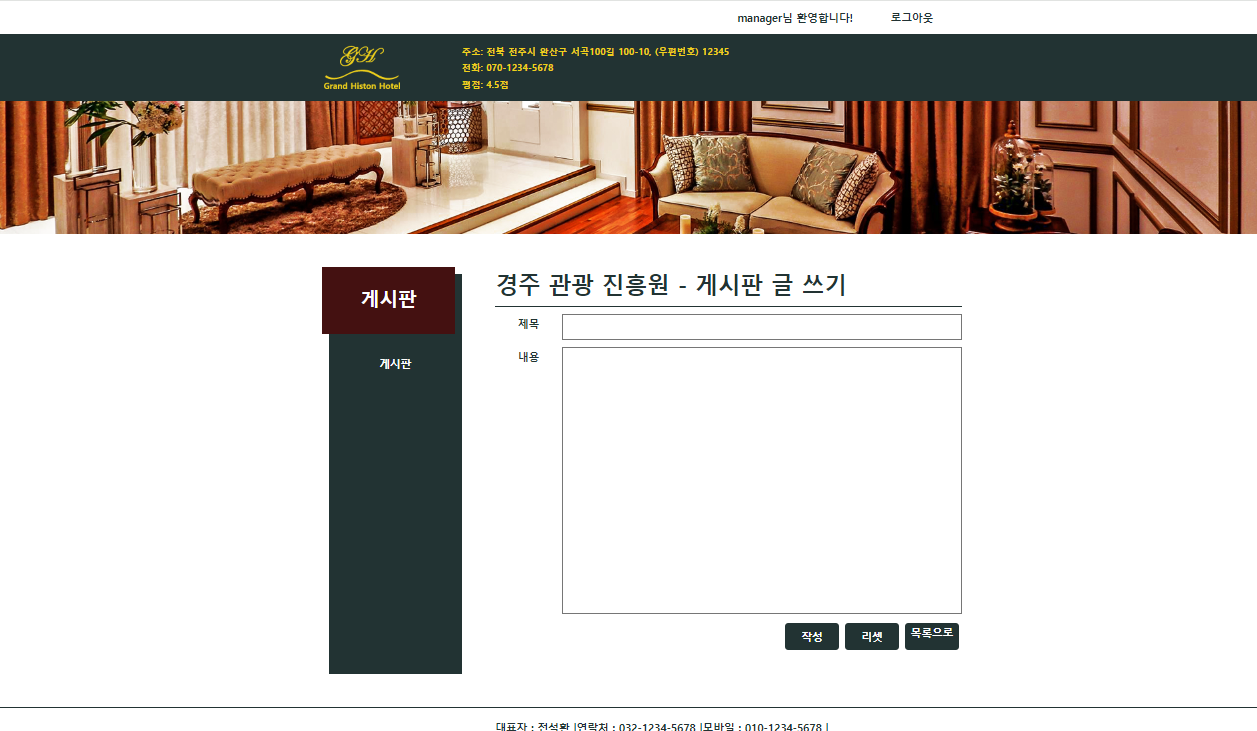 manager님 환영합니다! 로그아웃
GH
Grand Histon Hotel
주소: 전북 전주시 완산구 서곡100길 100-10, (우편번호) 12345
전화: 070-1234-5678
평점: 4.5점
게시판
게시판
경주 관광 진흥원 - 게시판 글 쓰기
제목
내용
작성 리셋 목록으로
대표자 : 전석환 |연락처 : 032-1234-5678 |모바일 : 010-1234-5678 |